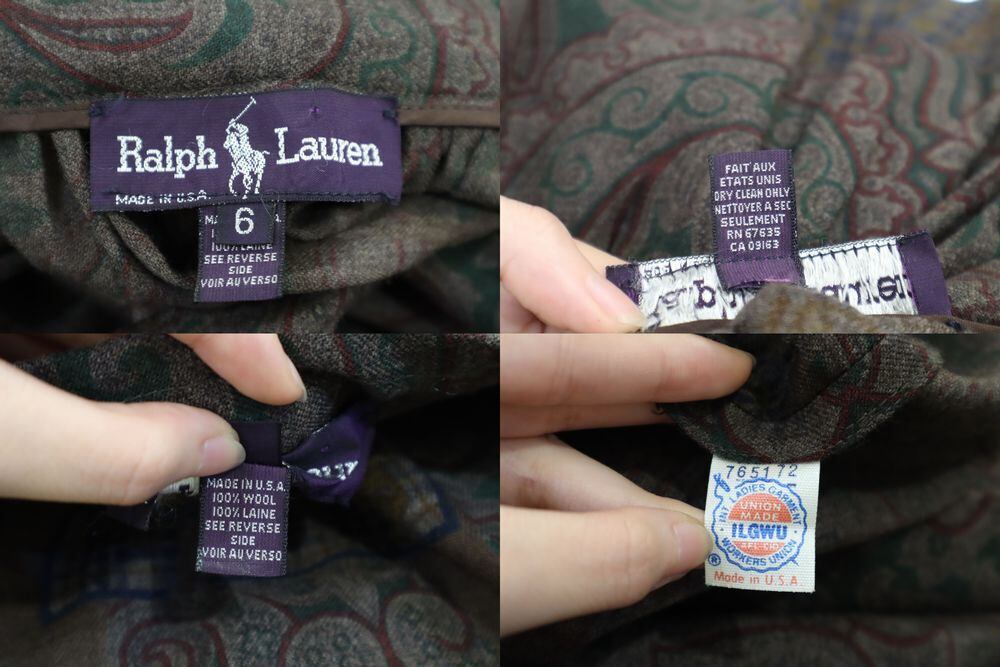 Ralph Lauren
MADE IN U.S.A.
6
100% LAINE
SEE REVERSE
SIDE
VOIR AU VERSO
FAIT AUX
ETATS UNIS
DRY CLEAN ONLY
NETTOYER A SEC
SEULEMENT
RN 67635
CA 09163
MADE IN U.S.A.
100% WOOL
100% LAINE
SEE REVERSE
SIDE
VOIR AU VERSO
765172
INT. LADIES GARMENT
UNION
MADE
ILGWU
AFL-CIO
WORKERS UNION
®
Made in U.S.A.